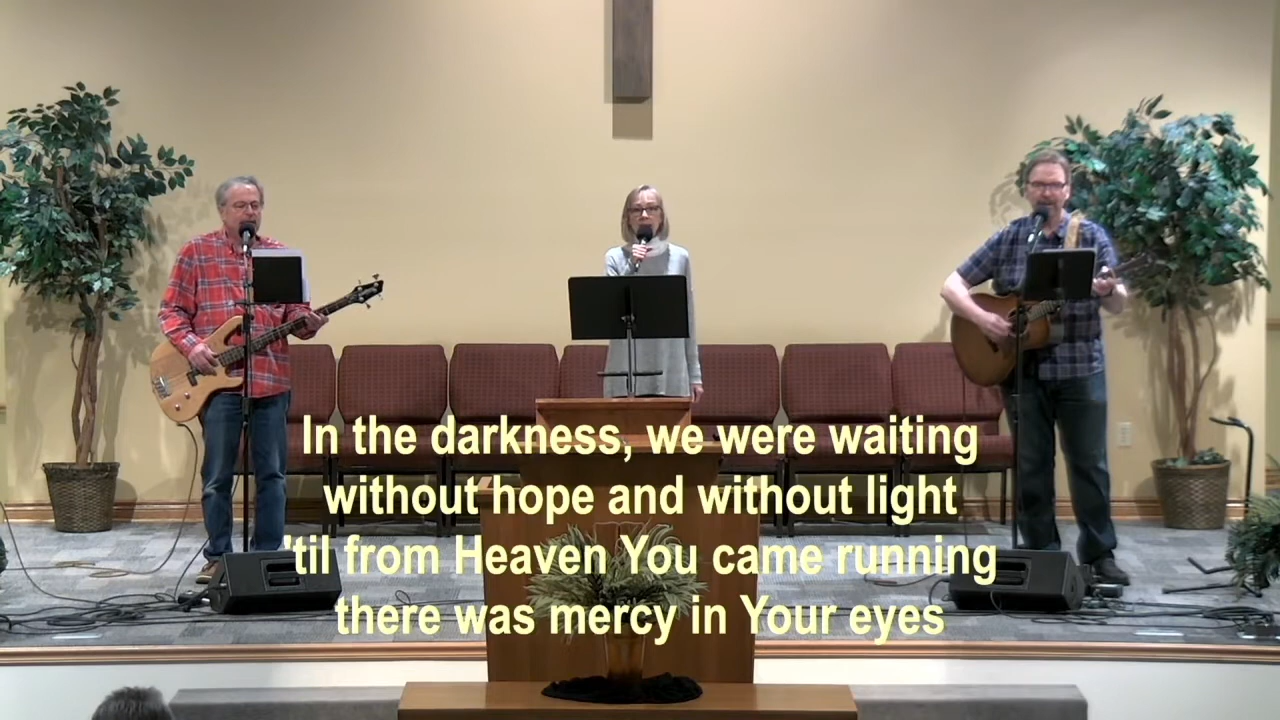 In the darkness, we were waiting
without hope and without light
'til from Heaven You came running
there was mercy in Your eyes